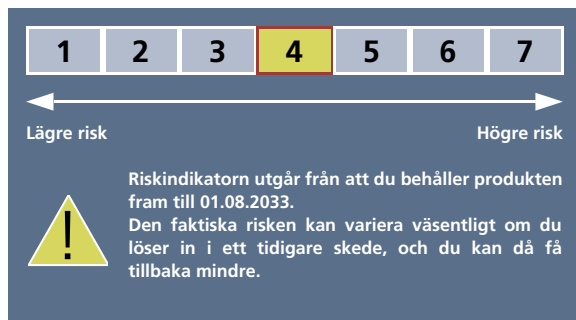 1 2 3 4 5 6 7
Lägre risk Högre risk
Riskindikatorn utgår från att du behåller produkten
fram till 01.08.2033.
Den faktiska risken kan variera väsentligt om du
löser in i ett tidigare skede, och du kan då få
tillbaka mindre.
!